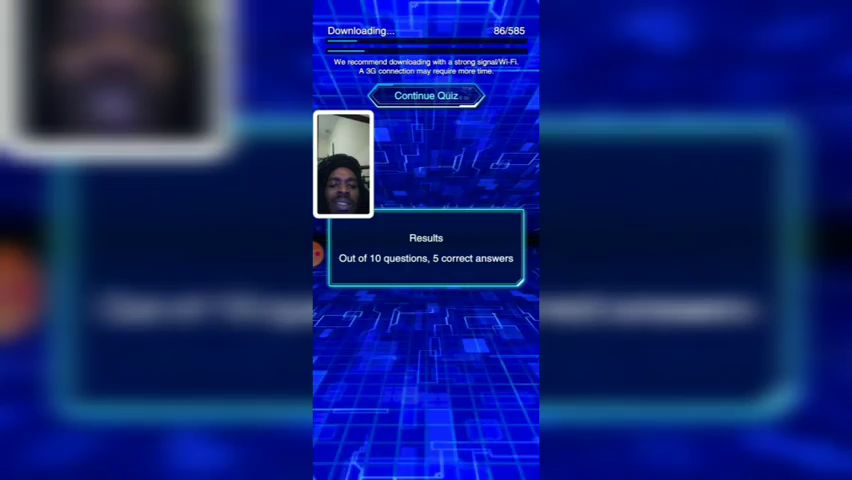 Downloading... 86/585
We recommend downloading with a strong signal/Wi-Fi.
A 3G connection may require more time.
Continue Quiz
Results
Out of 10 questions, 5 correct answers